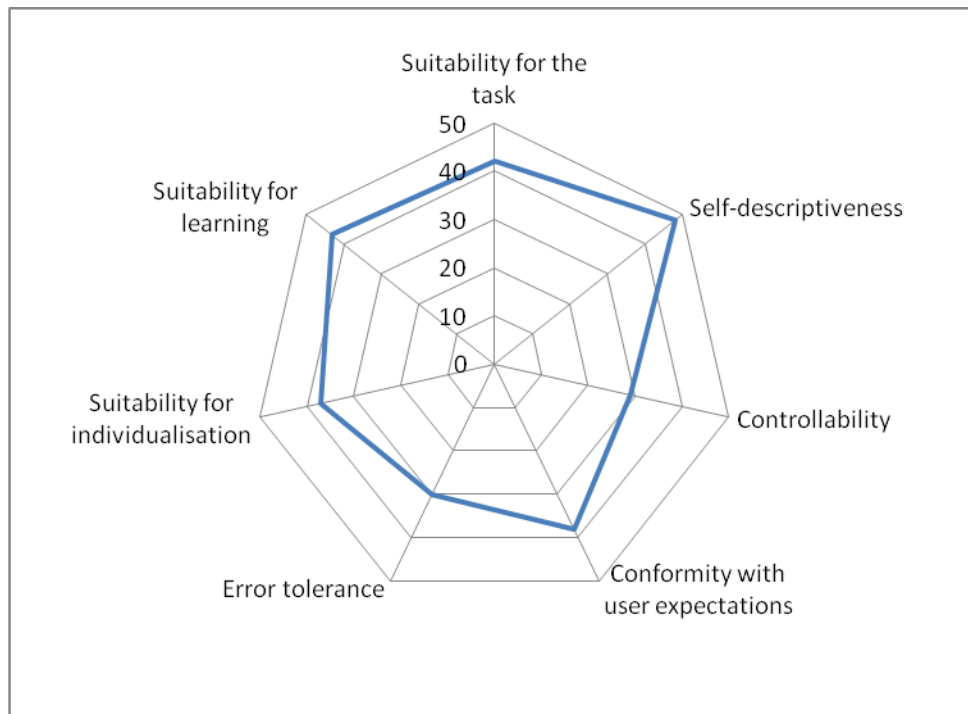 Suitability for the
task
50
40
30
20
10
0
Self-descriptiveness
Controllability
Conformity with
user expectations
Error tolerance
Suitability for
individualisation
Suitability for
learning